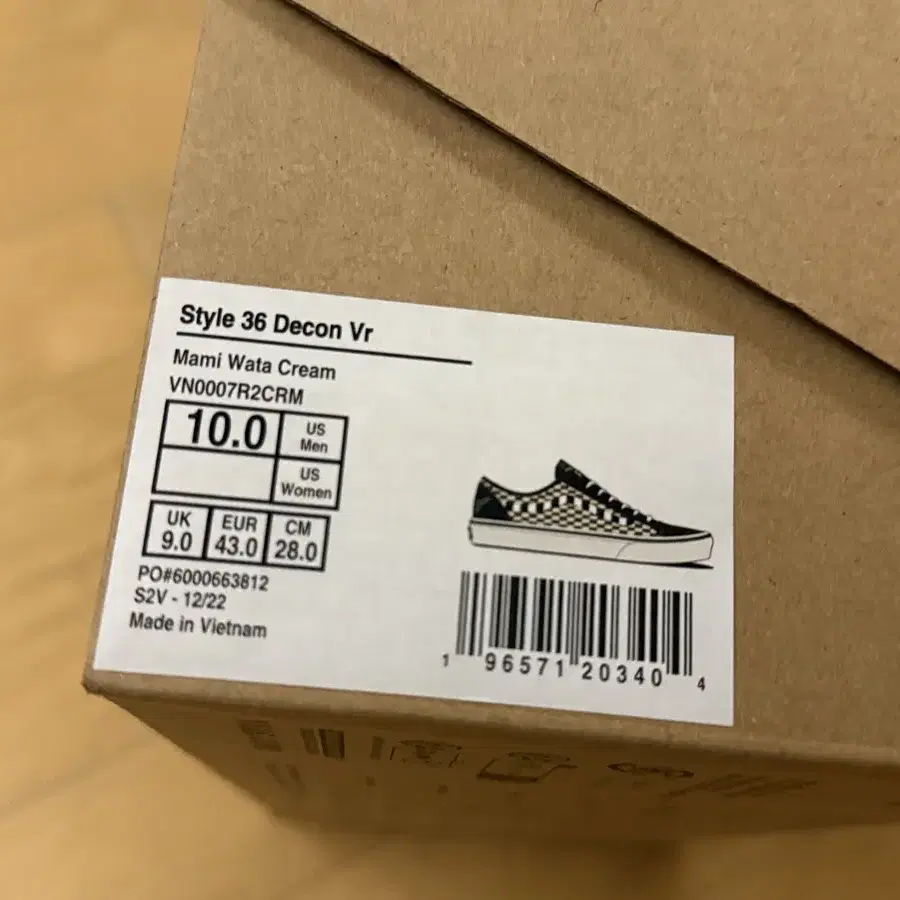 Style 36 Decon Vr
Mami Wata Cream
VN0007R2CRM
10.0 US Men
US Women
UK 9.0 EUR 43.0 CM 28.0
PO#6000663812
S2V - 12/22
Made in Vietnam
1 96571 20340 4